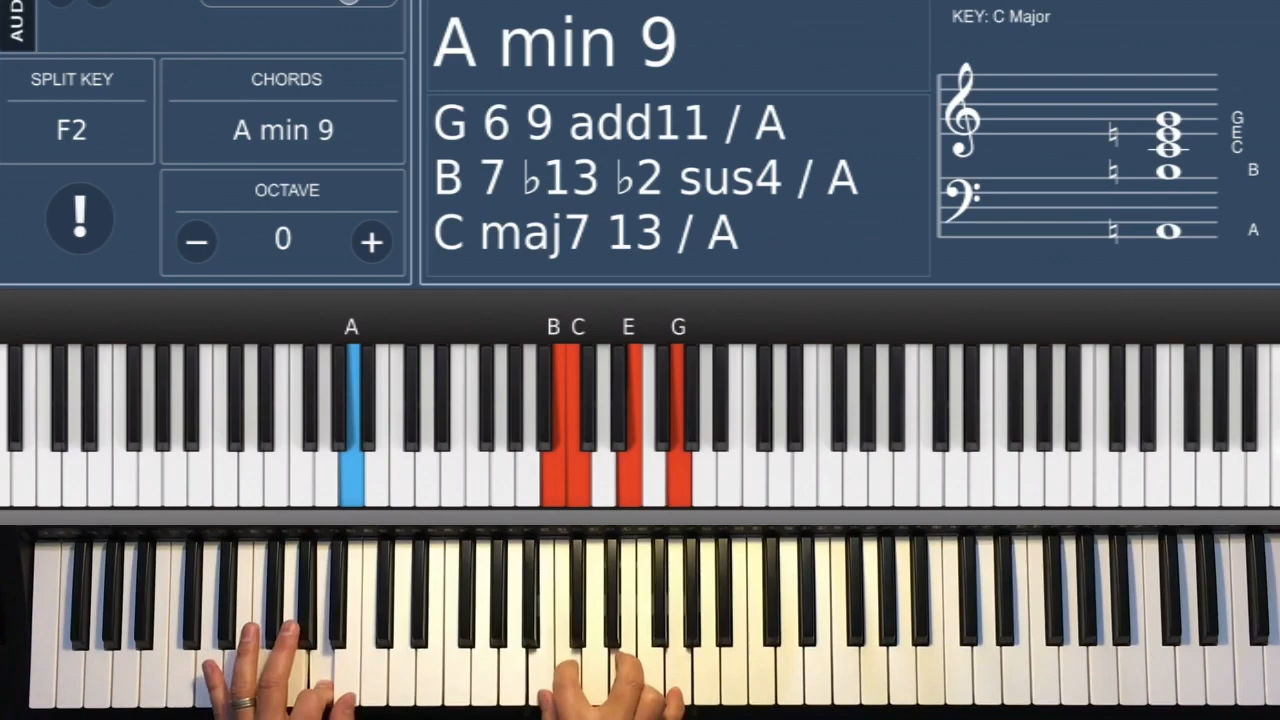 AUD
SPLIT KEY
F2
CHORDS
A min 9
OCTAVE
0
A min 9
G 6 9 add11 / A
B 7 ♭13 ♭2 sus4 / A
C maj7 13 / A
KEY: C Major
G
E
C
B
A
A B C E G